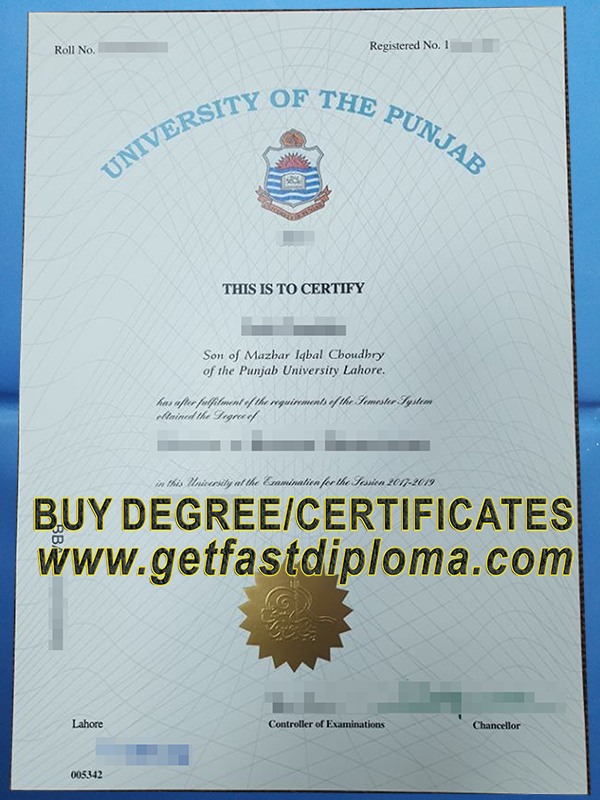 Roll No.
Registered No. 1
UNIVERSITY OF THE PUNJAB
THIS IS TO CERTIFY
Son of Mazhar Iqbal Choudhry
of the Punjab University Lahore.
has after fulfilment of the requirements of the Semester System
obtained the Degree of
in this University at the Examination for the Session 2017-2019
BUY DEGREE/CERTIFICATES
www.getfastdiploma.com
Lahore
Controller of Examinations
Chancellor
005342